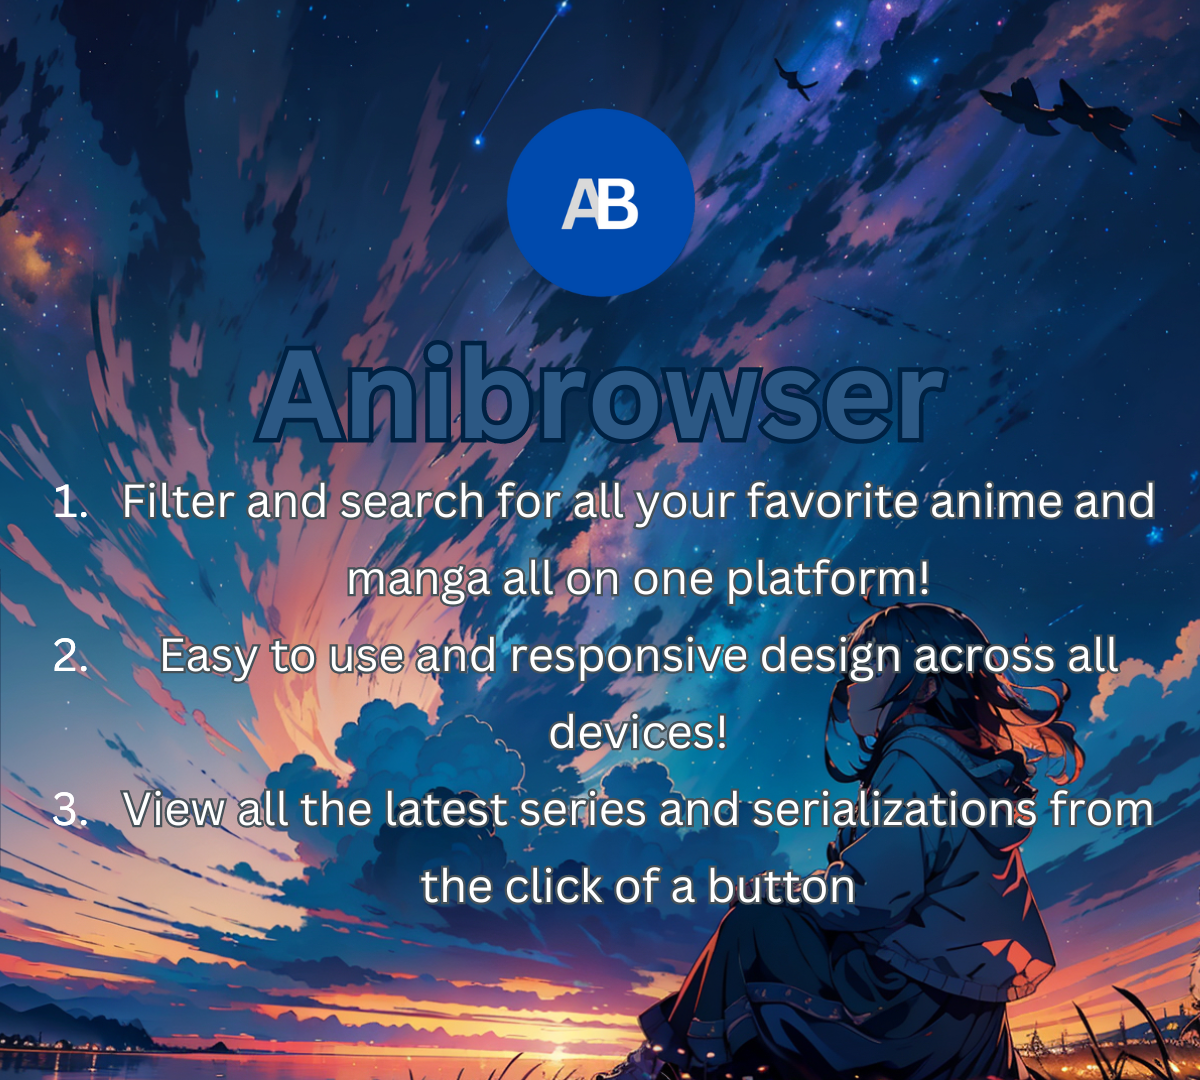 AB
Anibrowser
1. Filter and search for all your favorite anime and
manga all on one platform!
2. Easy to use and responsive design across all
devices!
3. View all the latest series and serializations from
the click of a button